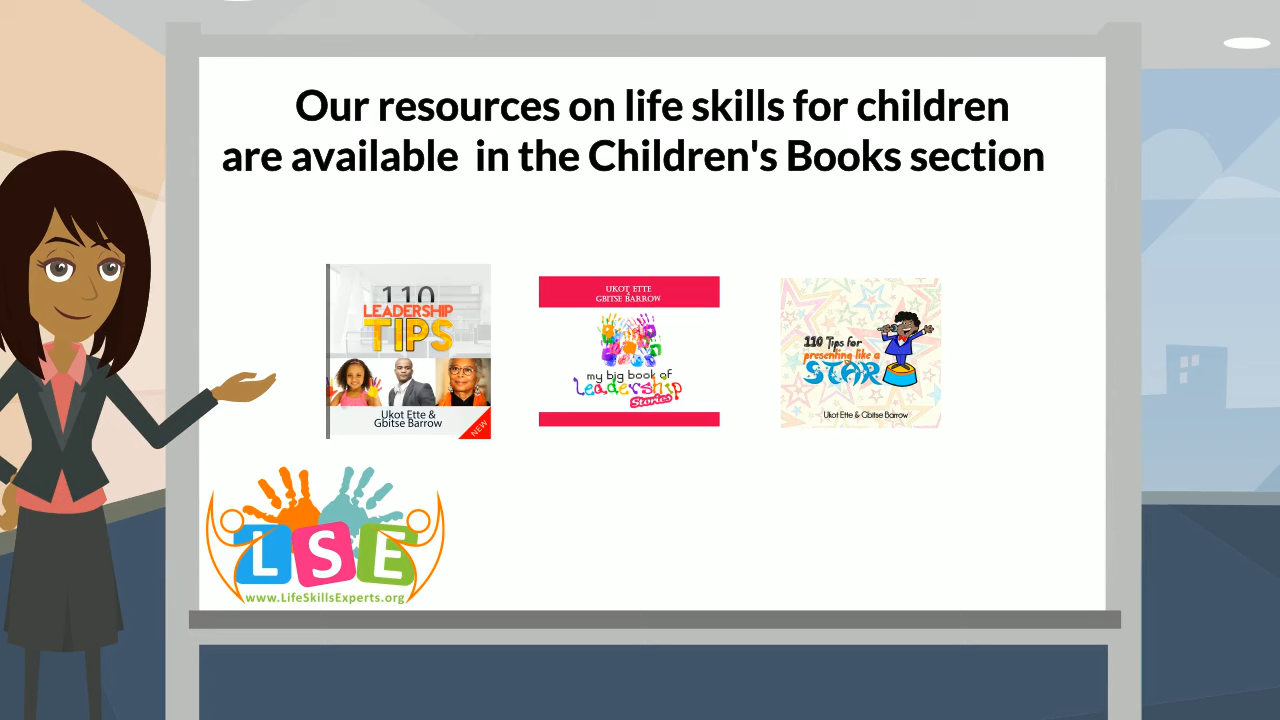 Our resources on life skills for children
are available in the Children's Books section
110
LEADERSHIP
TIPS
Ukot Ette &
Gbitse Barrow
NEW
UKOT ETTE
&
GBITSE BARROW
my big book of
leadership
Stories
110 Tips for
presenting like a
STAR
Ukot Ette & Gbitse Barrow
LSE
www.LifeSkillsExperts.org